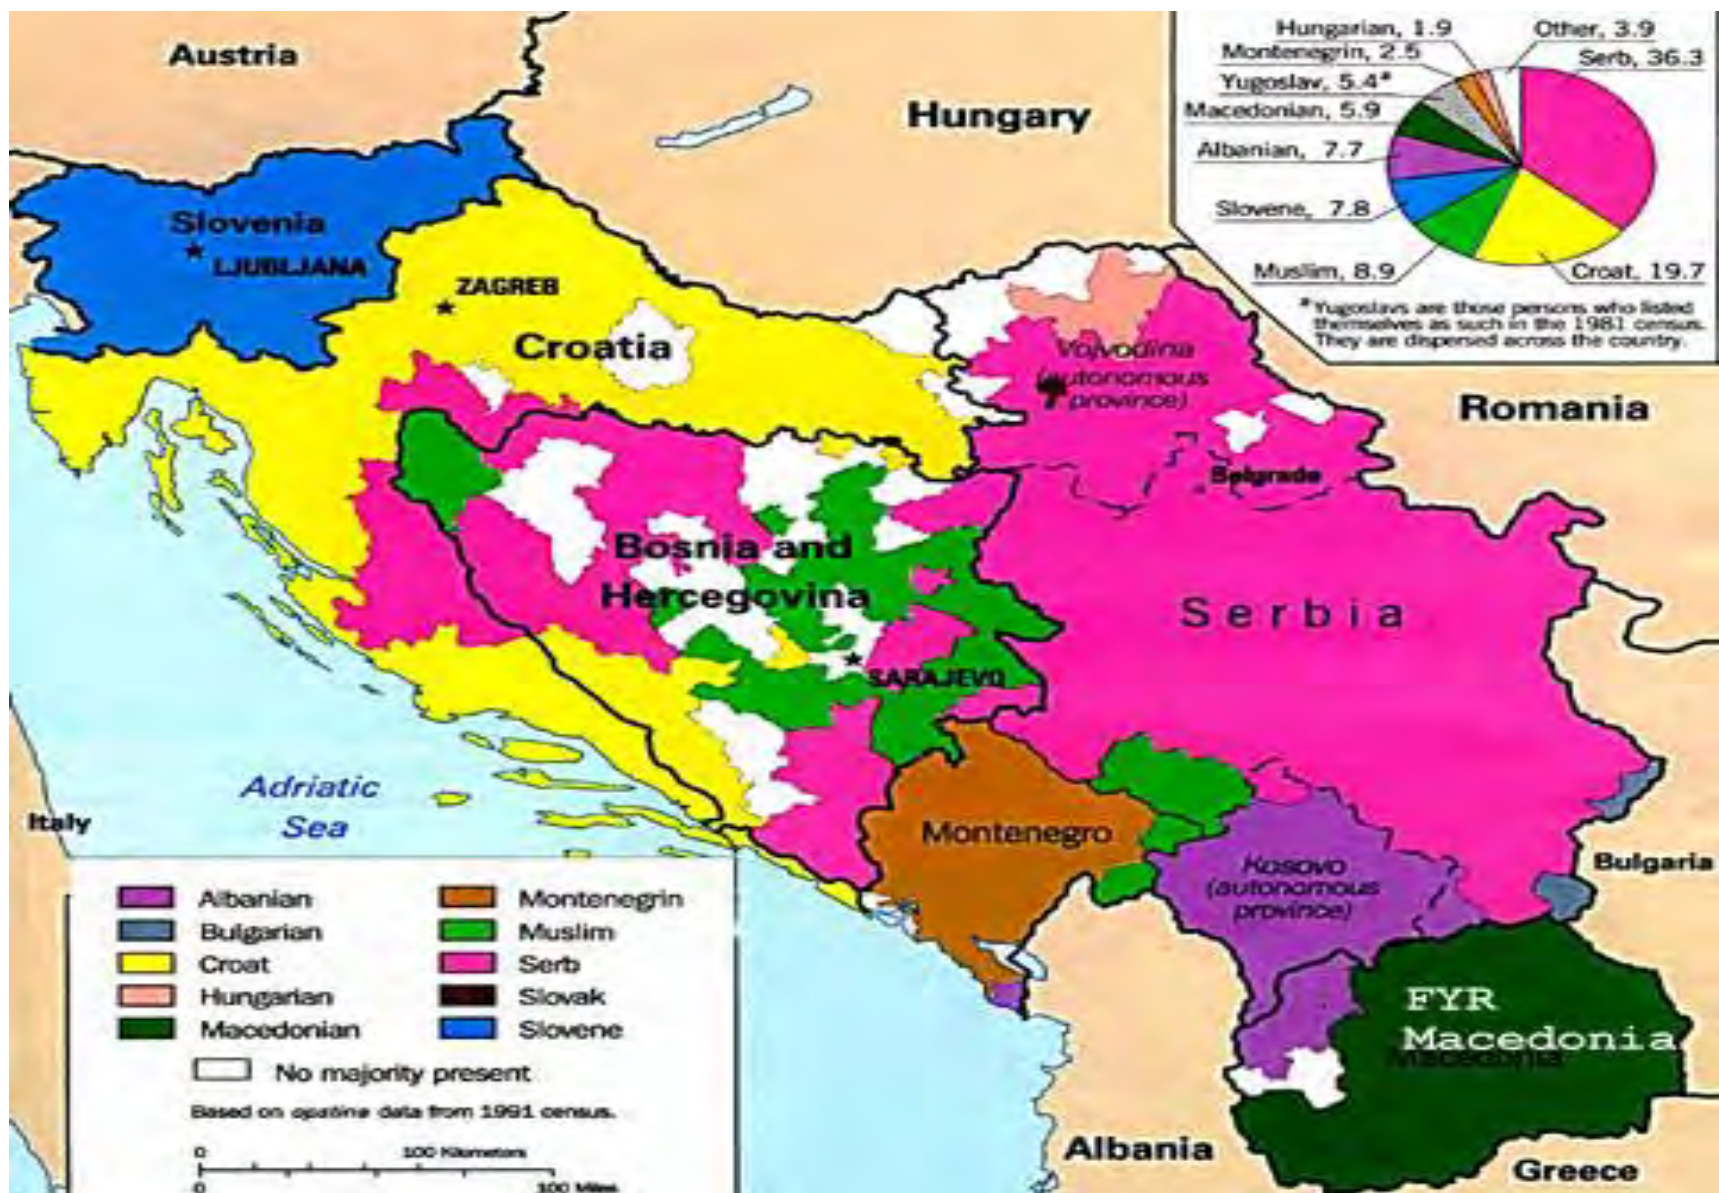 Austria
Hungary
Slovenia
LJUBLJANA
ZAGREB
Croatia
Vojvodina
(autonomous
province)
Romania
Belgrade
Bosnia and
Hercegovina
SARAJEVO
Serbia
Adriatic
Sea
Italy
Montenegro
Kosovo
(autonomous
province)
Bulgaria
FYR
Macedonia
Macedonia
Albania
Greece
Hungarian, 1.9
Other, 3.9
Montenegrin, 2.5
Serb, 36.3
Yugoslav, 5.4*
Macedonian, 5.9
Albanian, 7.7
Slovene, 7.8
Muslim, 8.9
Croat, 19.7
*Yugoslavs are those persons who listed
themselves as such in the 1981 census.
They are dispersed across the country.
Albanian
Bulgarian
Croat
Hungarian
Macedonian
Montenegrin
Muslim
Serb
Slovak
Slovene
No majority present
Based on opstina data from 1991 census.
0 100 Kilometers
0 100 Miles